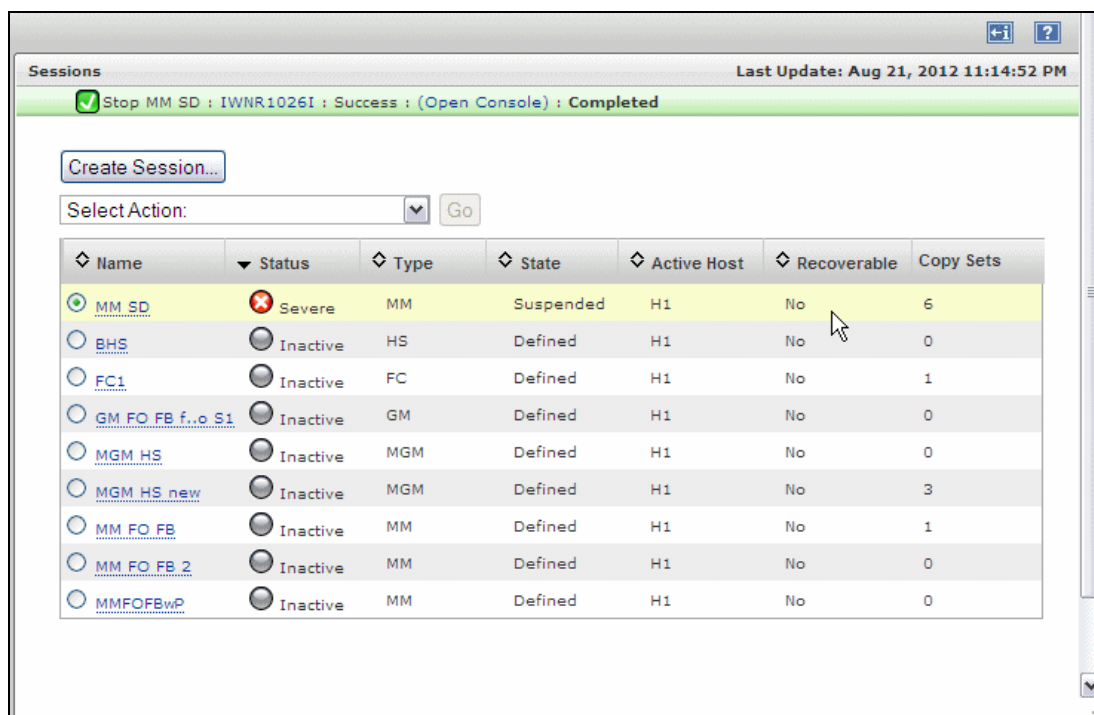 Sessions Last Update: Aug 21, 2012 11:14:52 PM
Stop MM SD : IWNR1026I : Success : (Open Console) : Completed
Create Session...
Select Action: Go
Name Status Type State Active Host Recoverable Copy Sets
MM SD Severe MM Suspended H1 No 6
BHS Inactive HS Defined H1 No 0
FC1 Inactive FC Defined H1 No 1
GM FO FB f..o S1 Inactive GM Defined H1 No 0
MGM HS Inactive MGM Defined H1 No 0
MGM HS new Inactive MGM Defined H1 No 3
MM FO FB Inactive MM Defined H1 No 1
MM FO FB 2 Inactive MM Defined H1 No 0
MMFOFBwP Inactive MM Defined H1 No 0